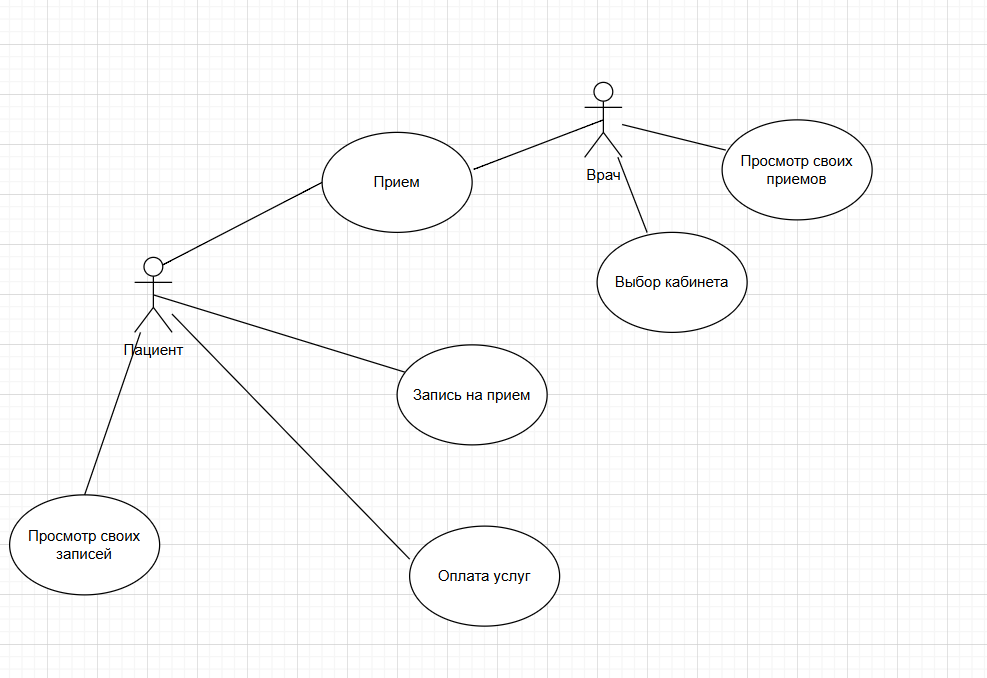 Врач
Просмотр своих
приемов
Прием
Выбор кабинета
Пациент
Запись на прием
Просмотр своих
записей
Оплата услуг